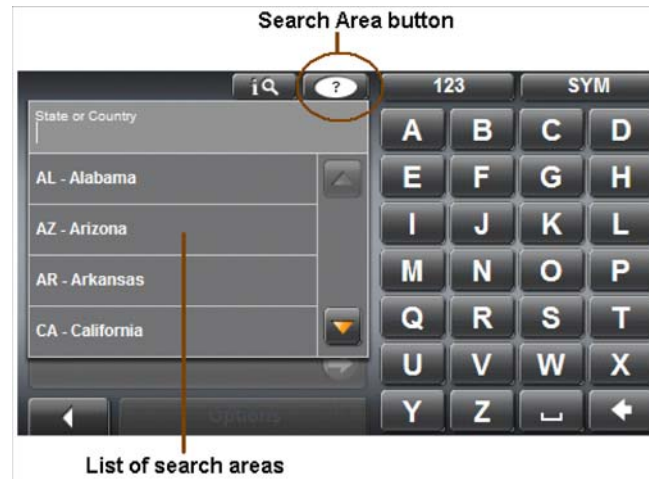 Search Area button
i ? 123 SYM
State or Country
A B C D
AL - Alabama
E F G H
AZ - Arizona
I J K L
AR - Arkansas
M N O P
CA - California
Q R S T
U V W X
Options
Y Z
List of search areas